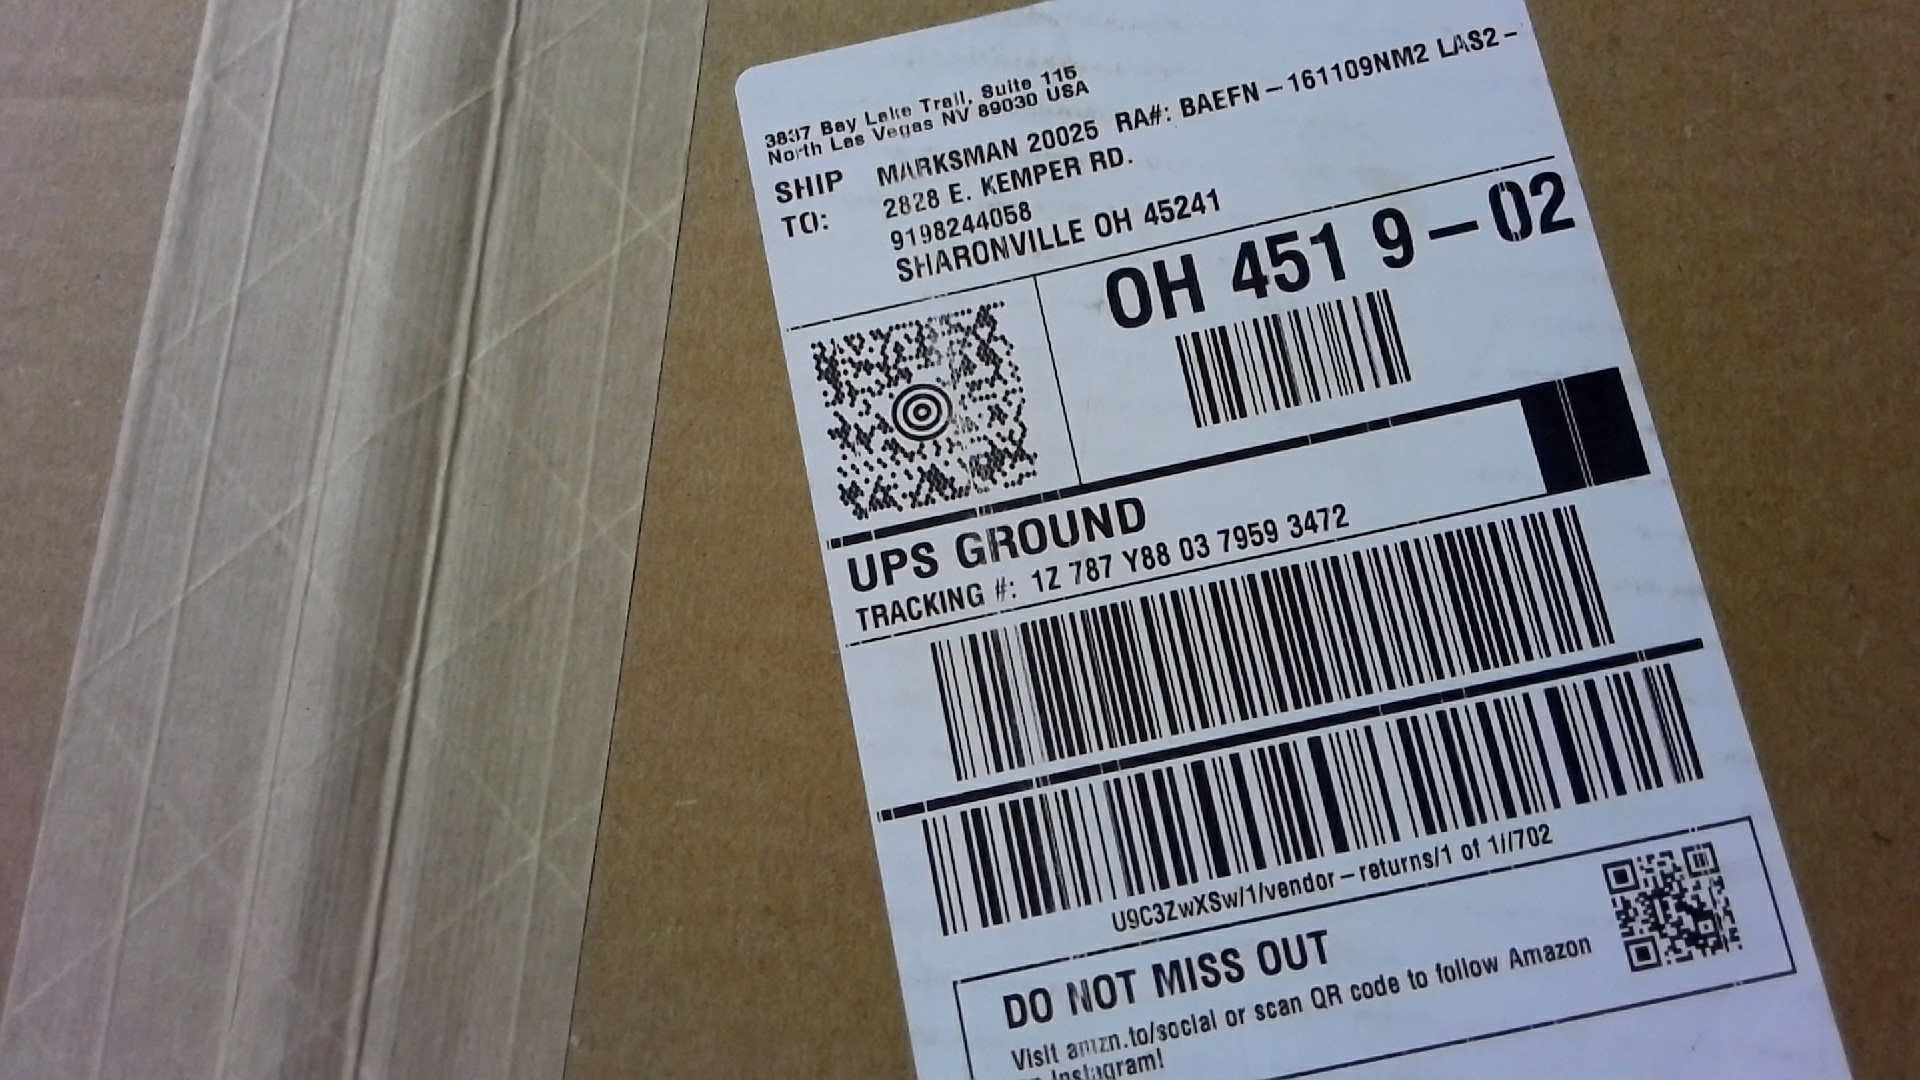 3837 Bay Lake Trail, Suite 115
North Las Vegas NV 89030 USA
SHIP TO:
MARKSMAN 20025 RA#: BAEFN-161109NM2 LAS2-
2828 E. KEMPER RD.
9198244058
SHARONVILLE OH 45241
OH 451 9-02
UPS GROUND
TRACKING #: 1Z 787 Y88 03 7959 3472
U9C3ZwXSw/1/vendor-returns/1 of 1//702
DO NOT MISS OUT
Visit amzn.to/social or scan QR code to follow Amazon
on Instagram!